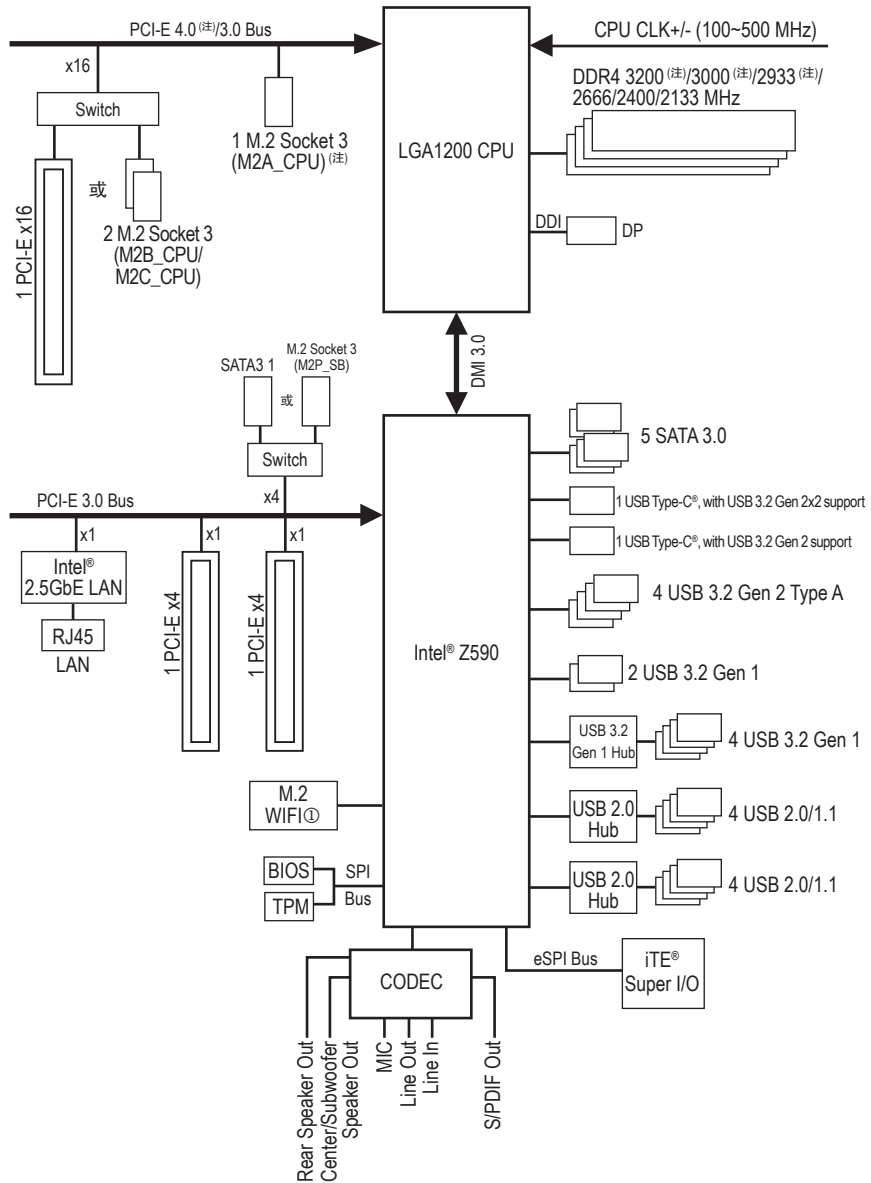 PCI-E 4.0 (注)/3.0 Bus
CPU CLK+/- (100~500 MHz)
x16
Switch
1 M.2 Socket 3
(M2A_CPU) (注)
LGA1200 CPU
DDR4 3200 (注)/3000 (注)/2933 (注)/
2666/2400/2133 MHz
1 PCI-E x16
或
2 M.2 Socket 3
(M2B_CPU/
M2C_CPU)
DDI
DP
DMI 3.0
SATA3 1
或
M.2 Socket 3
(M2P_SB)
Switch
x4
PCI-E 3.0 Bus
x1
x1
x1
Intel®
2.5GbE LAN
RJ45
LAN
1 PCI-E x4
1 PCI-E x4
Intel® Z590
5 SATA 3.0
1 USB Type-C®, with USB 3.2 Gen 2x2 support
1 USB Type-C®, with USB 3.2 Gen 2 support
4 USB 3.2 Gen 2 Type A
2 USB 3.2 Gen 1
USB 3.2
Gen 1 Hub
4 USB 3.2 Gen 1
USB 2.0
Hub
4 USB 2.0/1.1
USB 2.0
Hub
4 USB 2.0/1.1
M.2
WIFI①
BIOS
TPM
SPI
Bus
CODEC
eSPI Bus
iTE®
Super I/O
Rear Speaker Out
Center/Subwoofer
Speaker Out
MIC
Line Out
Line In
S/PDIF Out